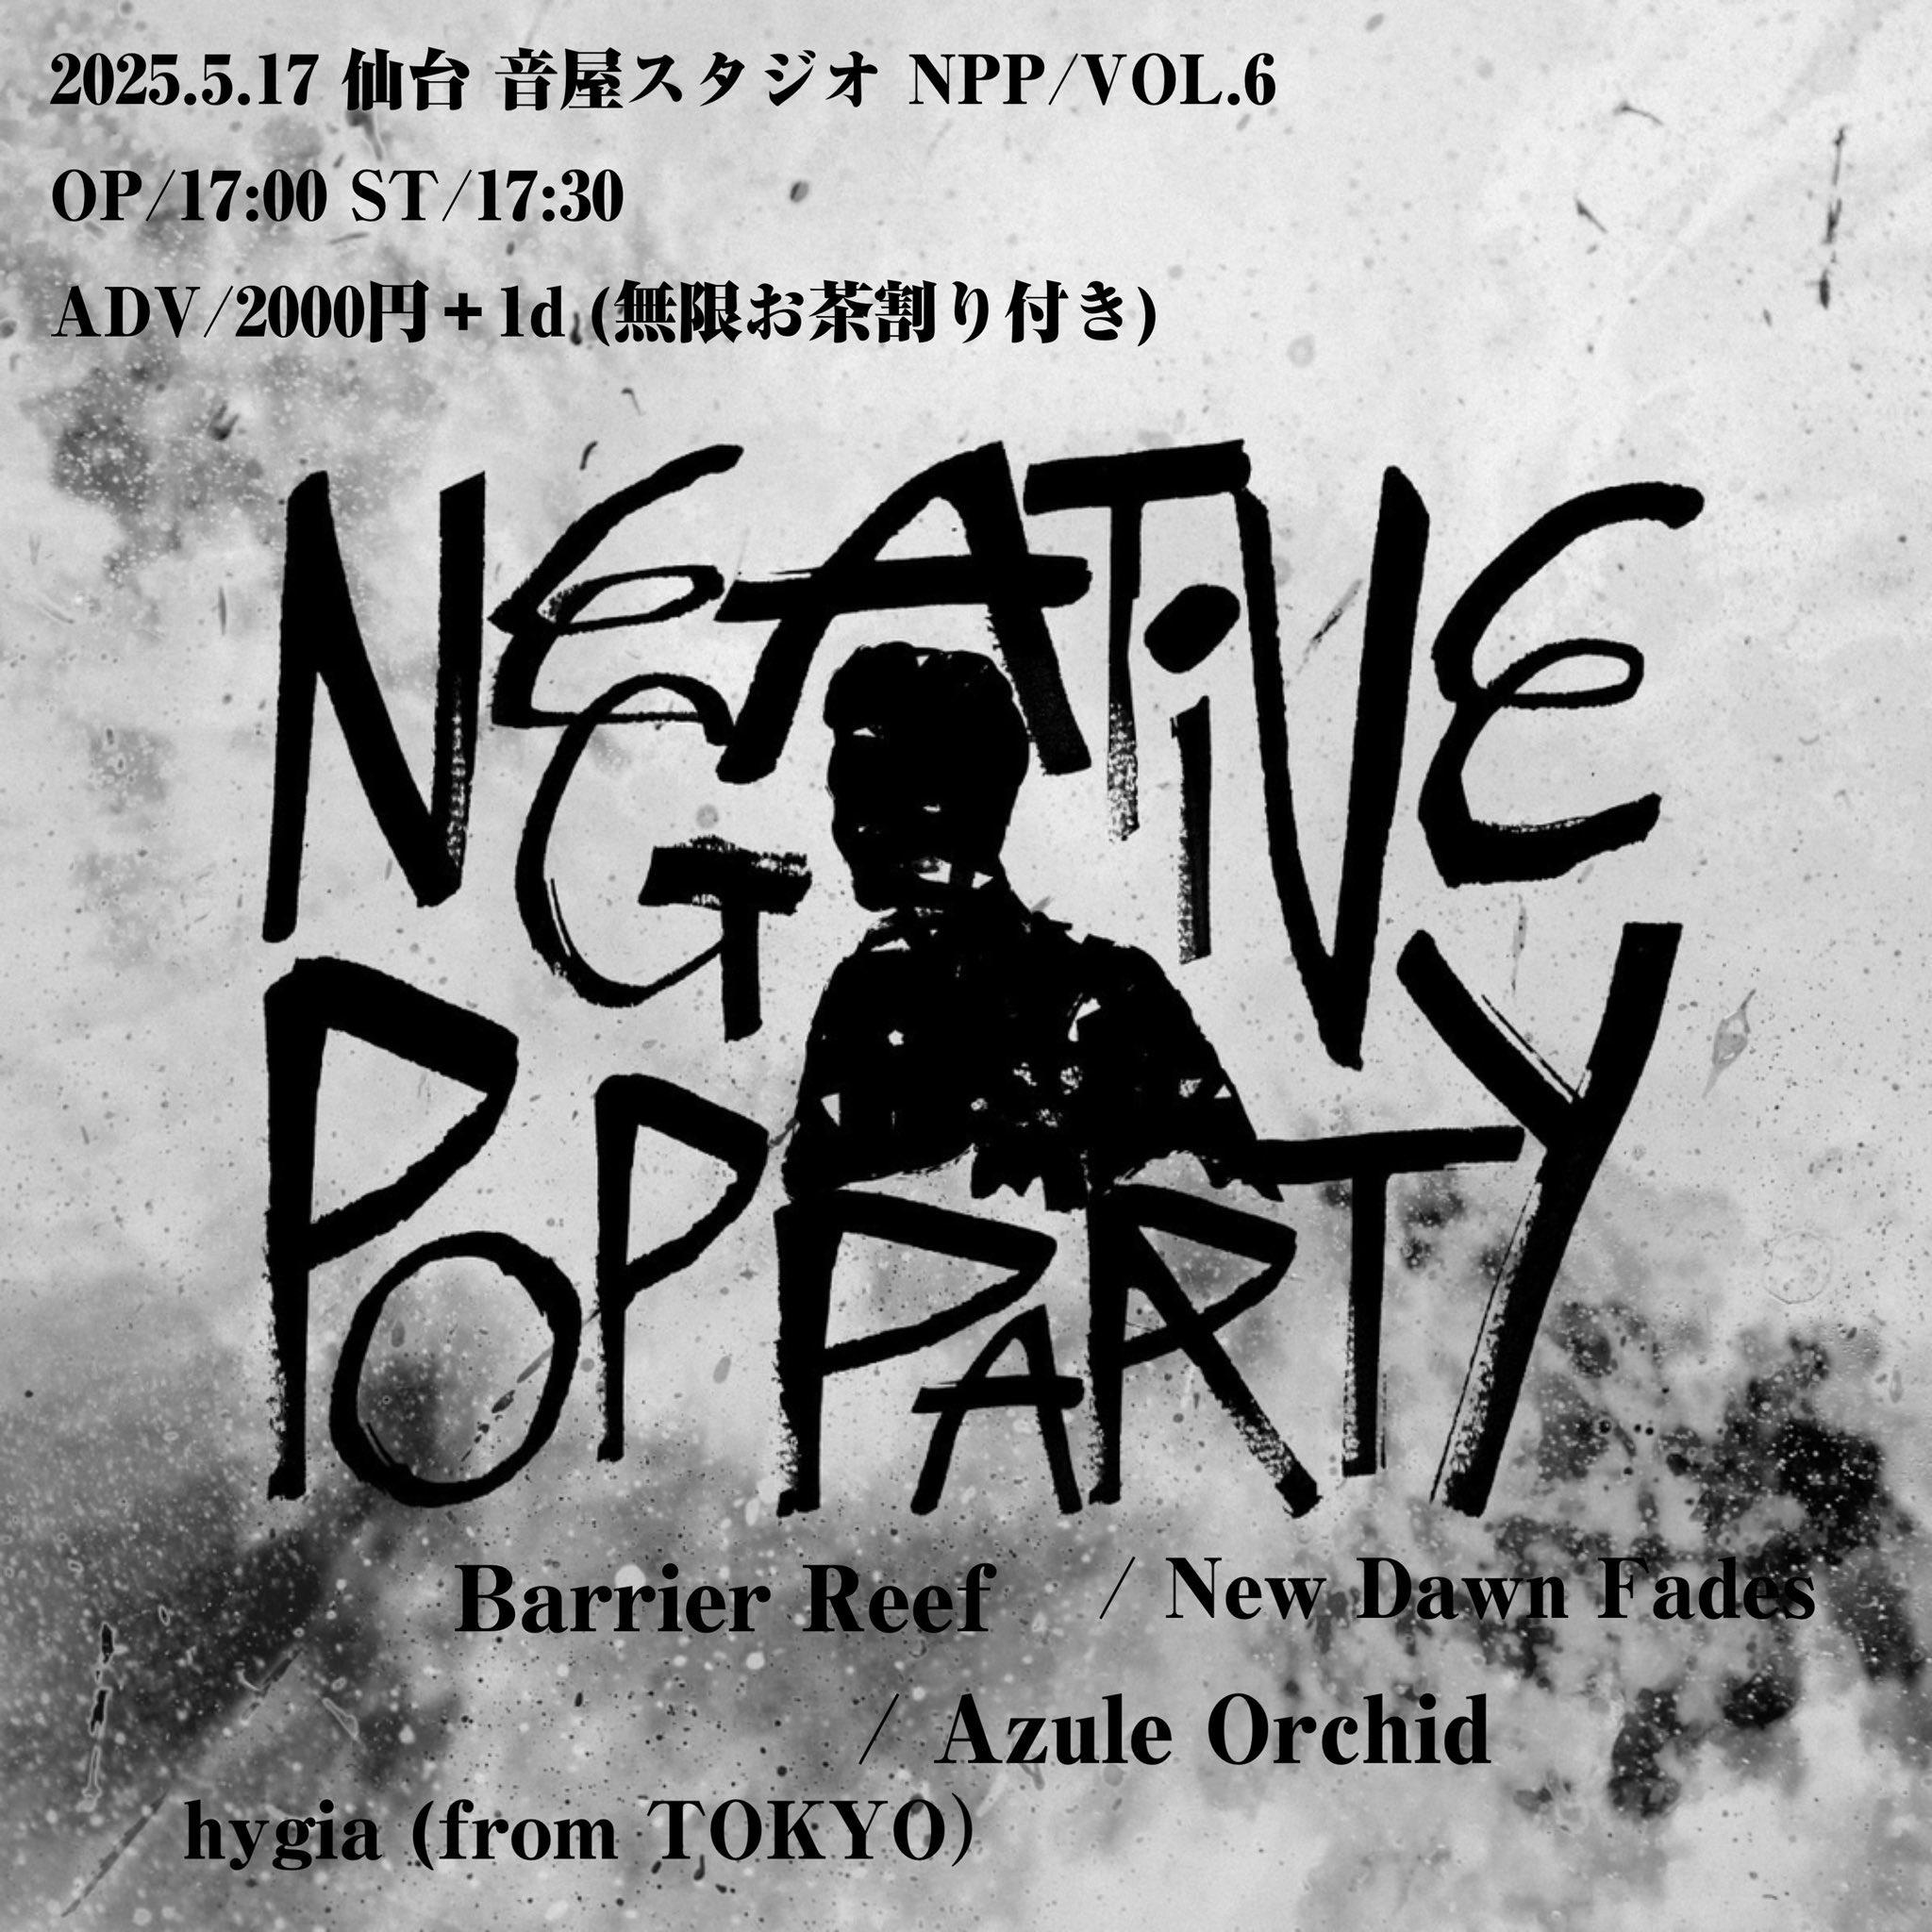 2025.5.17 仙台 音屋スタジオ NPP/VOL.6
OP/17:00 ST/17:30
ADV/2000円+1d (無限お茶割り付き)
NEGATiVE
POP PARTY
Barrier Reef / New Dawn Fades
/ Azule Orchid
hygia (from TOKYO)